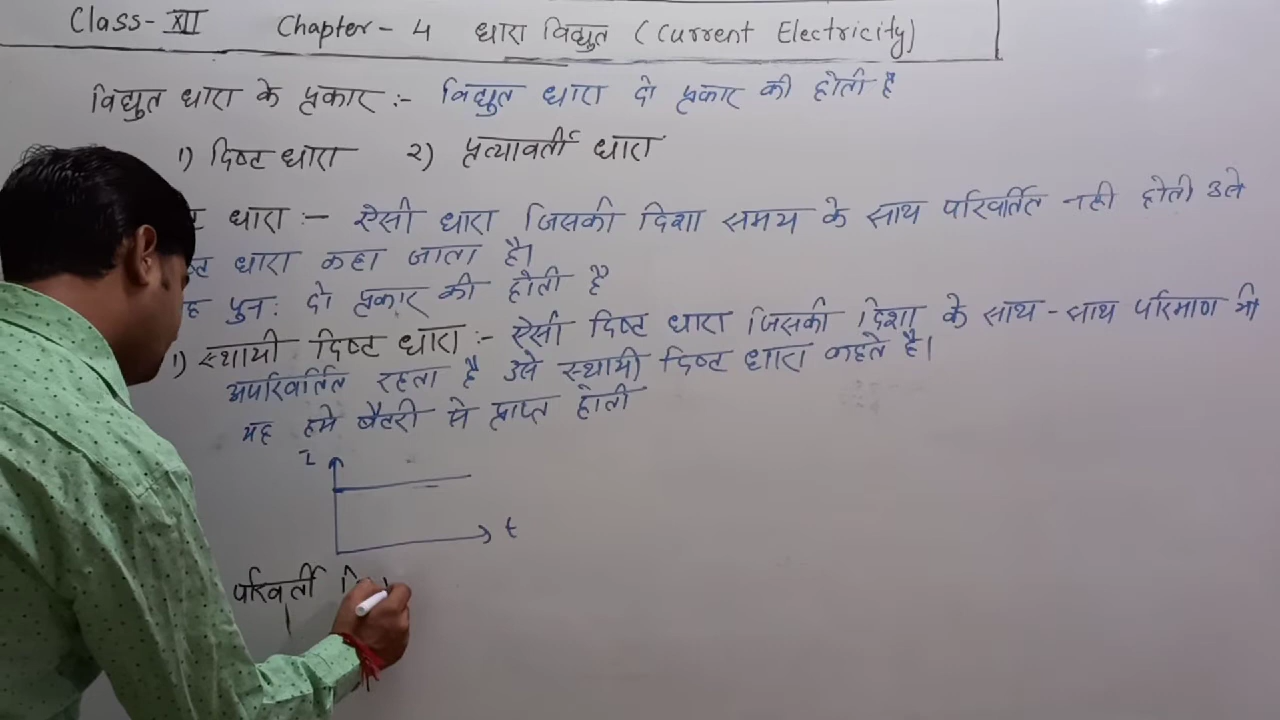 Class-XII Chapter-4 धारा विद्युत (Current Electricity)
विद्युत धारा के प्रकार :- विद्युत धारा दो प्रकार की होती है
1) दिष्ट धारा 2) प्रत्यावर्ती धारा
धारा :- ऐसी धारा जिसकी दिशा समय के साथ परिवर्तित नही होती उसे
धारा कहा जाता है।
पुन: दो प्रकार की होती है
1) स्थायी दिष्ट धारा :- ऐसी दिष्ट धारा जिसकी दिशा के साथ-साथ परिमाण भी
अपरिवर्तित रहता है उसे स्थायी दिष्ट धारा कहते है।
यह हमे बैटरी से प्राप्त होती
I
t
परिवर्ती